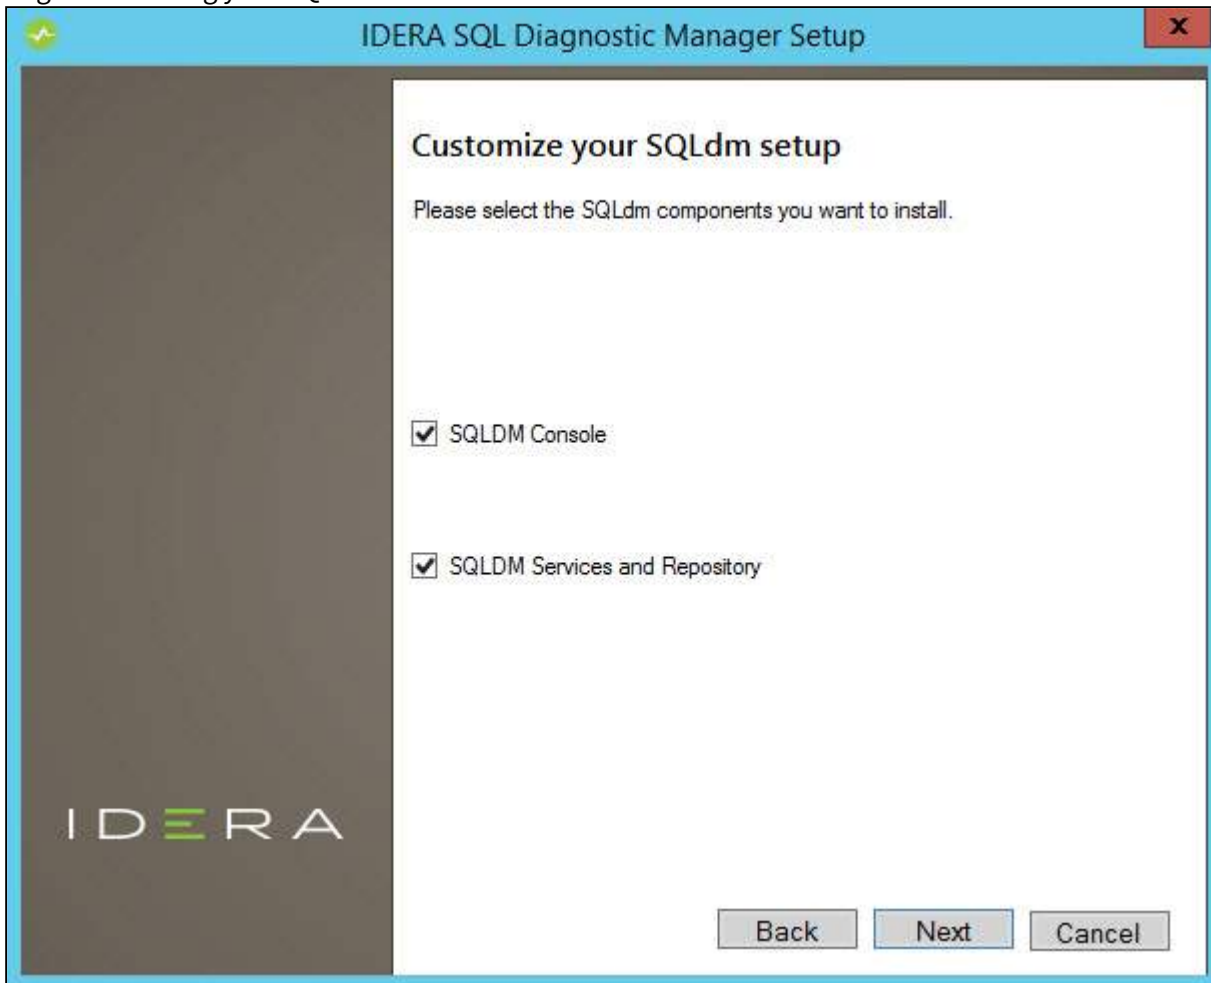 IDERA SQL Diagnostic Manager Setup
X
Customize your SQLdm setup
Please select the SQLdm components you want to install.
SQLDM Console
SQLDM Services and Repository
IDERA
Back Next Cancel